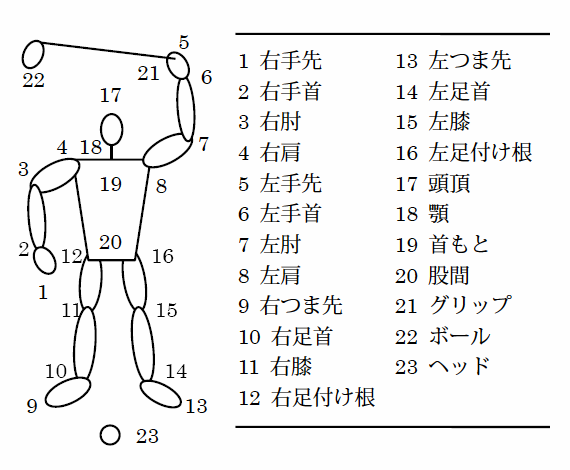 5
22
21
6
17
4 18
7
3
19
8
2
12
20
16
1
11
15
10
14
9
13
23
1 右手先
2 右手首
3 右肘
4 右肩
5 左手先
6 左手首
7 左肘
8 左肩
9 右つま先
10 右足首
11 右膝
12 右足付け根
13 左つま先
14 左足首
15 左膝
16 左足付け根
17 頭頂
18 顎
19 首もと
20 股間
21 グリップ
22 ボール
23 ヘッド